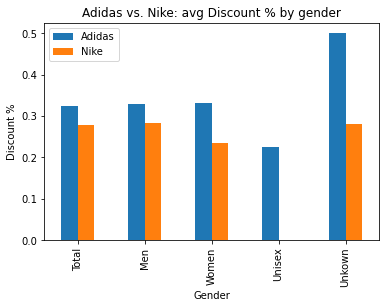 Adidas vs. Nike: avg Discount % by gender
Adidas
Nike
0.5
0.4
0.3
0.2
0.1
0.0
Discount %
Total
Men
Women
Unisex
Unkown
Gender